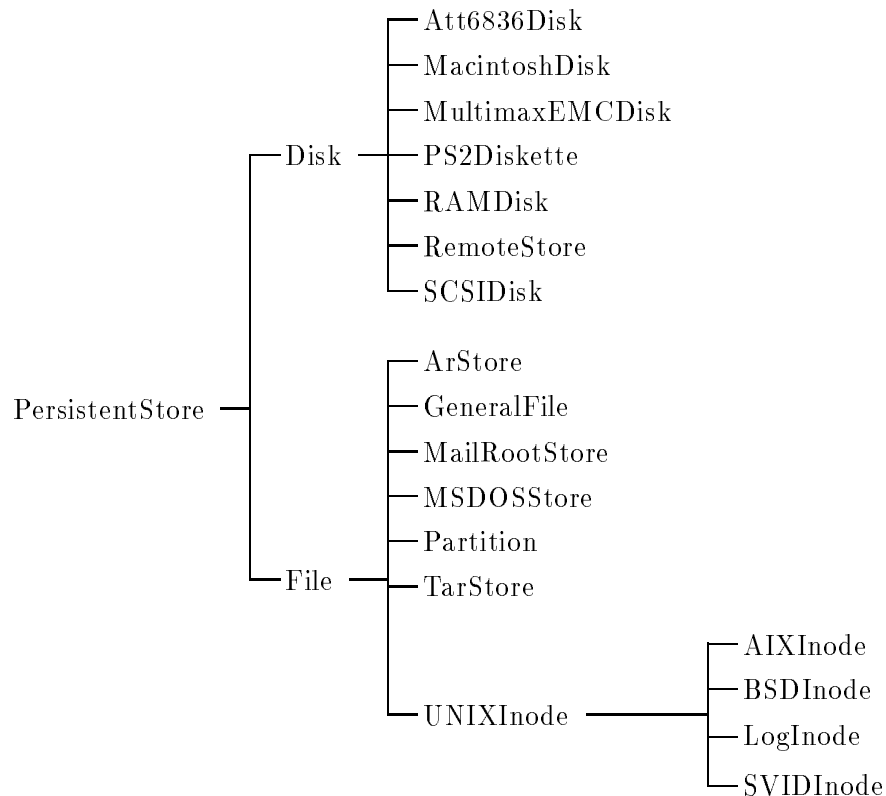 Att6836Disk
MacintoshDisk
MultimaxEMCDisk
Disk
PS2Diskette
RAMDisk
RemoteStore
SCSIDisk
ArStore
PersistentStore
GeneralFile
MailRootStore
MSDOSStore
Partition
File
TarStore
AIXInode
BSDInode
UNIXInode
LogInode
SVIDInode